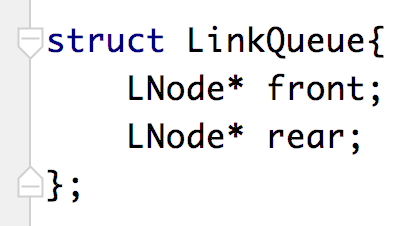 struct LinkQueue{
    LNode* front;
    LNode* rear;
};